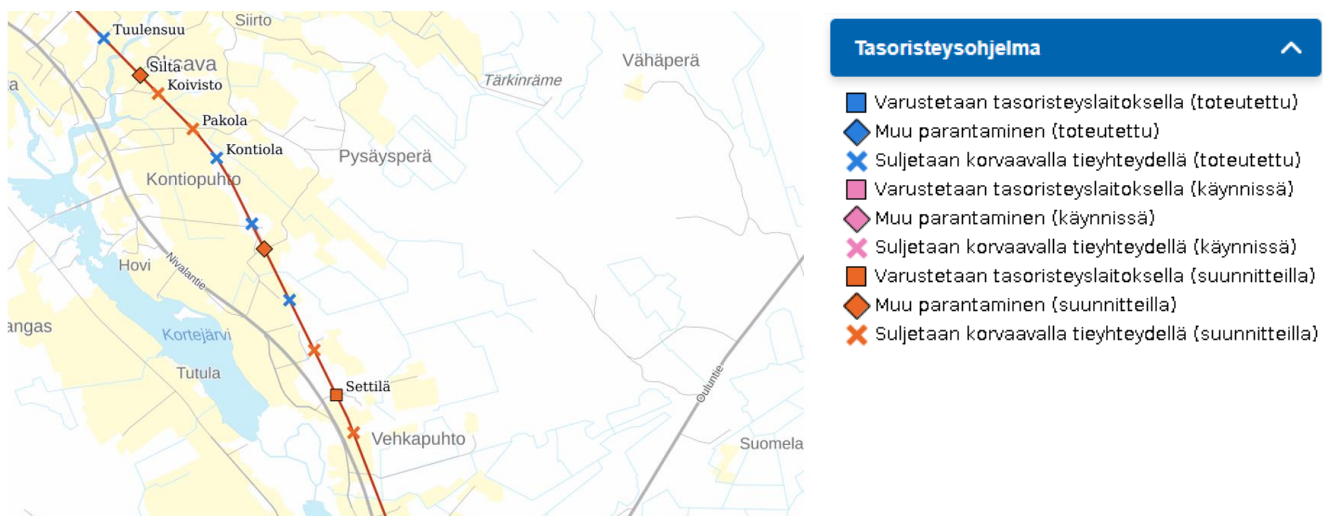 Siirto
Tuulensuu
Silta
Koivisto
Pakola
Kontiola
Kontiopuhto
Pysäysperä
Tärkinräme
Vähäperä
Hovi
Nivalantie
angas
Kortejärvi
Tutula
Settilä
Vehkapuhto
Ouluntie
Suomela
Tasoristeysohjelma
Varustetaan tasoristeyslaitoksella (toteutettu)
Muu parantaminen (toteutettu)
Suljetaan korvaavalla tieyhteydellä (toteutettu)
Varustetaan tasoristeyslaitoksella (käynnissä)
Muu parantaminen (käynnissä)
Suljetaan korvaavalla tieyhteydellä (käynnissä)
Varustetaan tasoristeyslaitoksella (suunnitteilla)
Muu parantaminen (suunnitteilla)
Suljetaan korvaavalla tieyhteydellä (suunnitteilla)